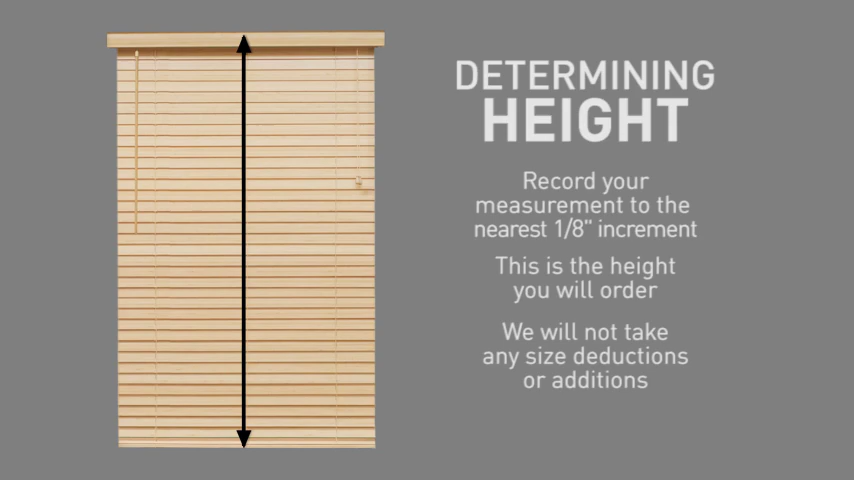 DETERMINING
HEIGHT
Record your
measurement to the
nearest 1/8" increment
This is the height
you will order
We will not take
any size deductions
or additions